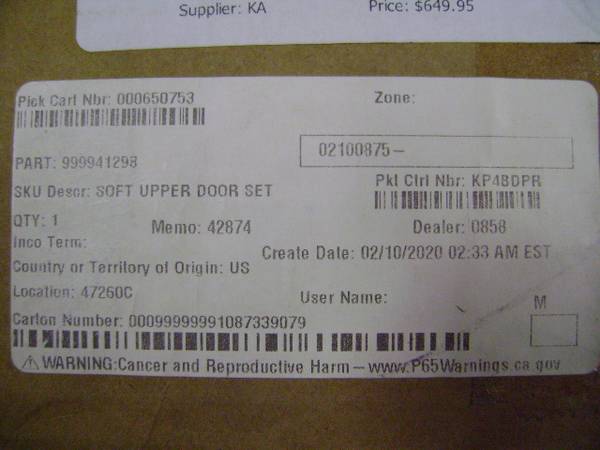 Supplier: KA Price: $649.95
Pick Cart Nbr: 000650753 Zone:
02100875-
PART: 999941298
SKU Descr: SOFT UPPER DOOR SET Pkt Ctrl Nbr: KP48DPR
QTY: 1 Memo: 42874 Dealer: 0858
Inco Term:
Create Date: 02/10/2020 02:33 AM EST
Country or Territory of Origin: US
Location: 47260C User Name: M
Carton Number: 00099999991087339079
⚠ WARNING:Cancer and Reproductive Harm-www.P65Warnings.ca.gov